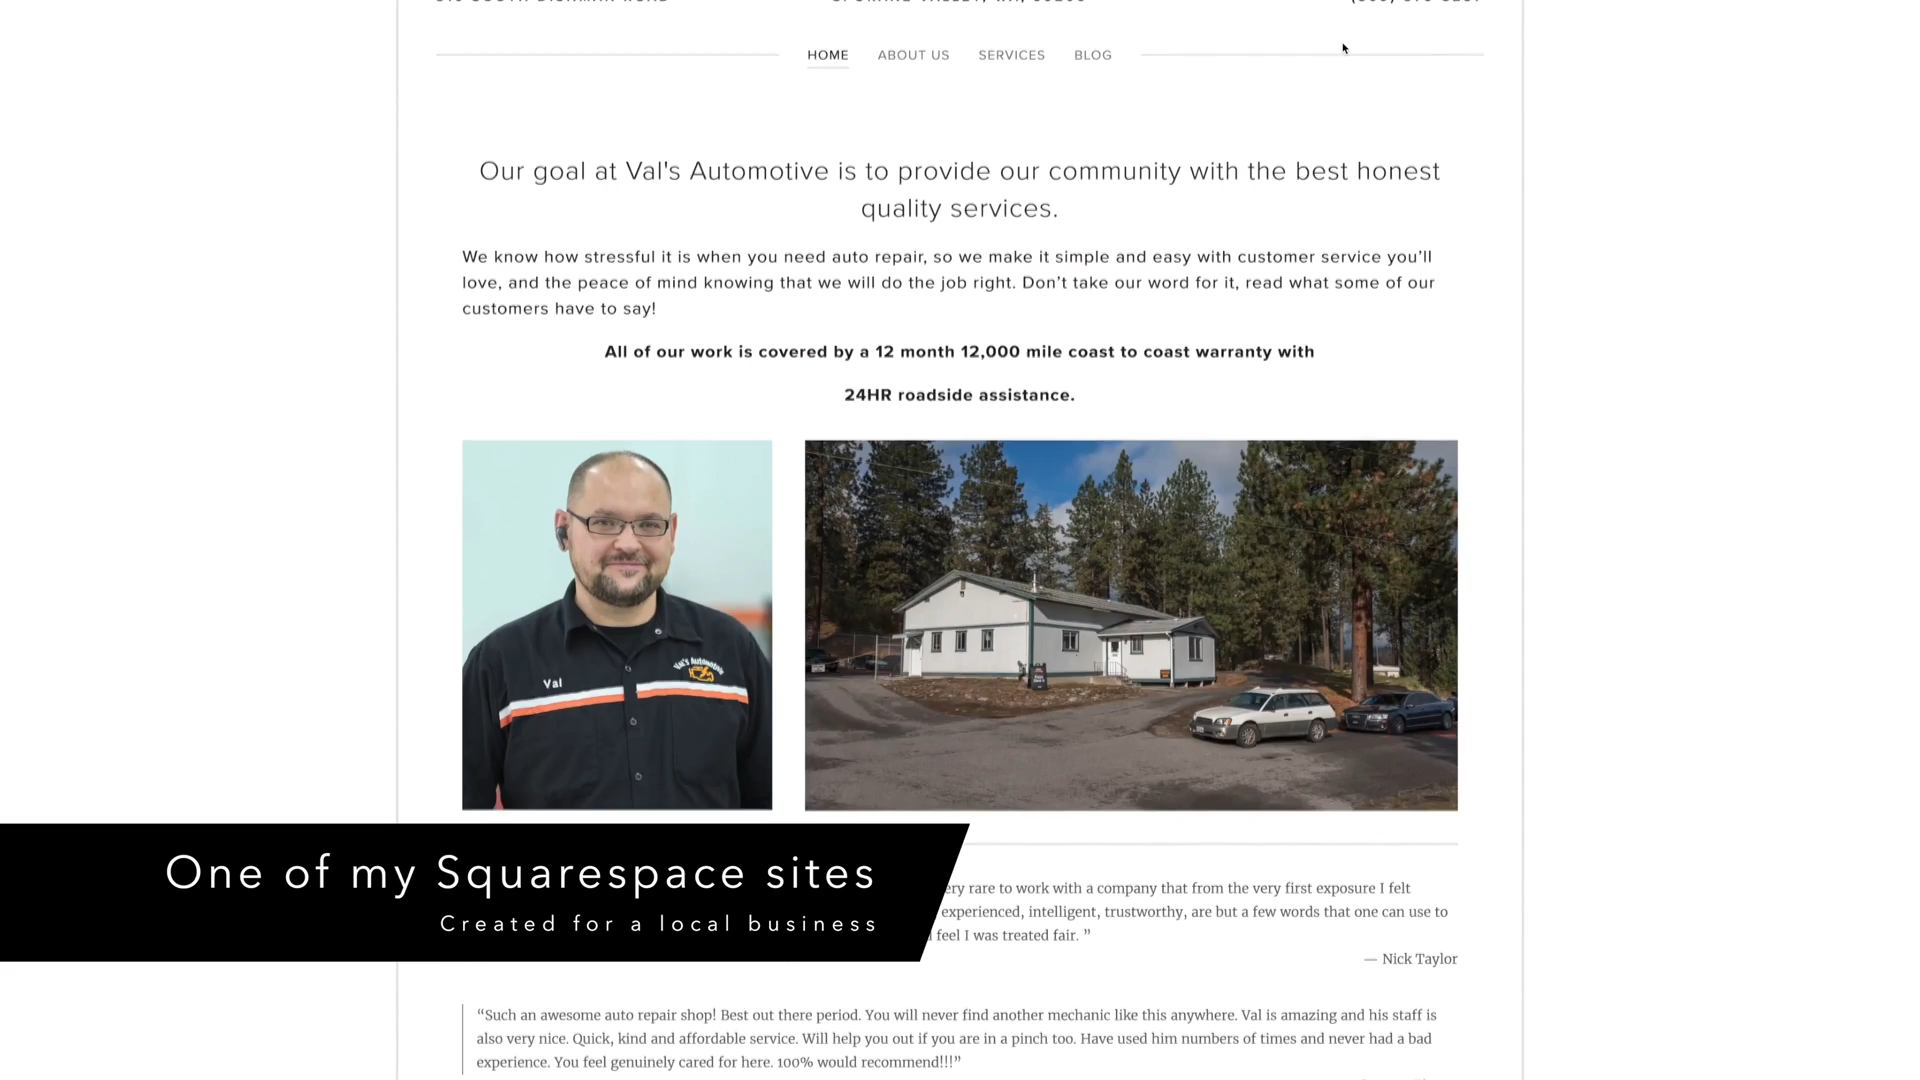 HOME ABOUT US SERVICES BLOG
Our goal at Val's Automotive is to provide our community with the best honest
quality services.
We know how stressful it is when you need auto repair, so we make it simple and easy with customer service you’ll
love, and the peace of mind knowing that we will do the job right. Don’t take our word for it, read what some of our
customers have to say!
All of our work is covered by a 12 month 12,000 mile coast to coast warranty with
24HR roadside assistance.
Val
Val's Automotive
One of my Squarespace sites
Created for a local business
rare to work with a company that from the very first exposure I felt
experienced, intelligent, trustworthy, are but a few words that one can use to
feel I was treated fair. ”
— Nick Taylor
“Such an awesome auto repair shop! Best out there period. You will never find another mechanic like this anywhere. Val is amazing and his staff is
also very nice. Quick, kind and affordable service. Will help you out if you are in a pinch too. Have used him numbers of times and never had a bad
experience. You feel genuinely cared for here. 100% would recommend!!!”